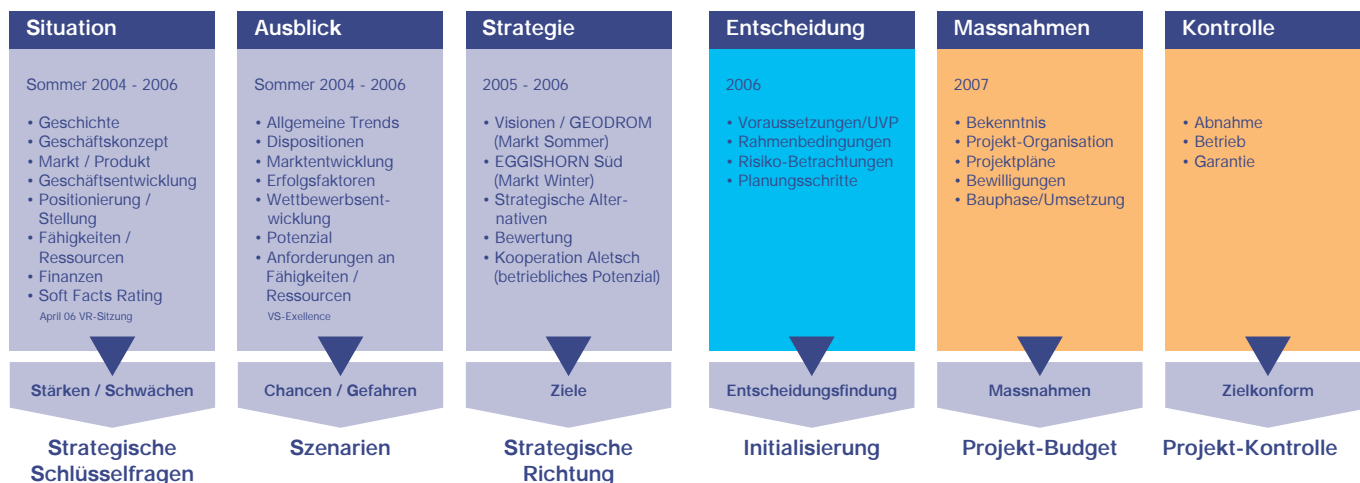 Situation
Sommer 2004 - 2006
• Geschichte
• Geschäftskonzept
• Markt / Produkt
• Geschäftsentwicklung
• Positionierung /
Stellung
• Fähigkeiten /
Ressourcen
• Finanzen
• Soft Facts Rating
April 06 VR-Sitzung
Stärken / Schwächen
Strategische
Schlüsselfragen
Ausblick
Sommer 2004 - 2006
• Allgemeine Trends
• Dispositionen
• Marktentwicklung
• Erfolgsfaktoren
• Wettbewerbsent-
wicklung
• Potenzial
• Anforderungen an
Fähigkeiten /
Ressourcen
VS-Exellence
Chancen / Gefahren
Szenarien
Strategie
2005 - 2006
• Visionen / GEODROM
(Markt Sommer)
• EGGISHORN Süd
(Markt Winter)
• Strategische Alter-
nativen
• Bewertung
• Kooperation Aletsch
(betriebliches Potenzial)
Ziele
Strategische
Richtung
Entscheidung
2006
• Voraussetzungen/UVP
• Rahmenbedingungen
• Risiko-Betrachtungen
• Planungsschritte
Entscheidungsfindung
Initialisierung
Massnahmen
2007
• Bekenntnis
• Projekt-Organisation
• Projektpläne
• Bewilligungen
• Bauphase/Umsetzung
Massnahmen
Projekt-Budget
Kontrolle
• Abnahme
• Betrieb
• Garantie
Zielkonform
Projekt-Kontrolle